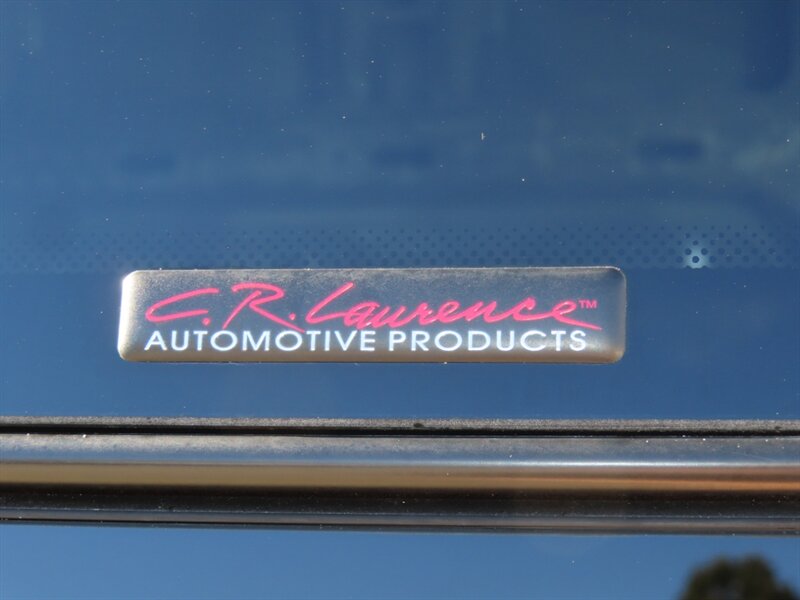 C.R. Laurence™
AUTOMOTIVE PRODUCTS